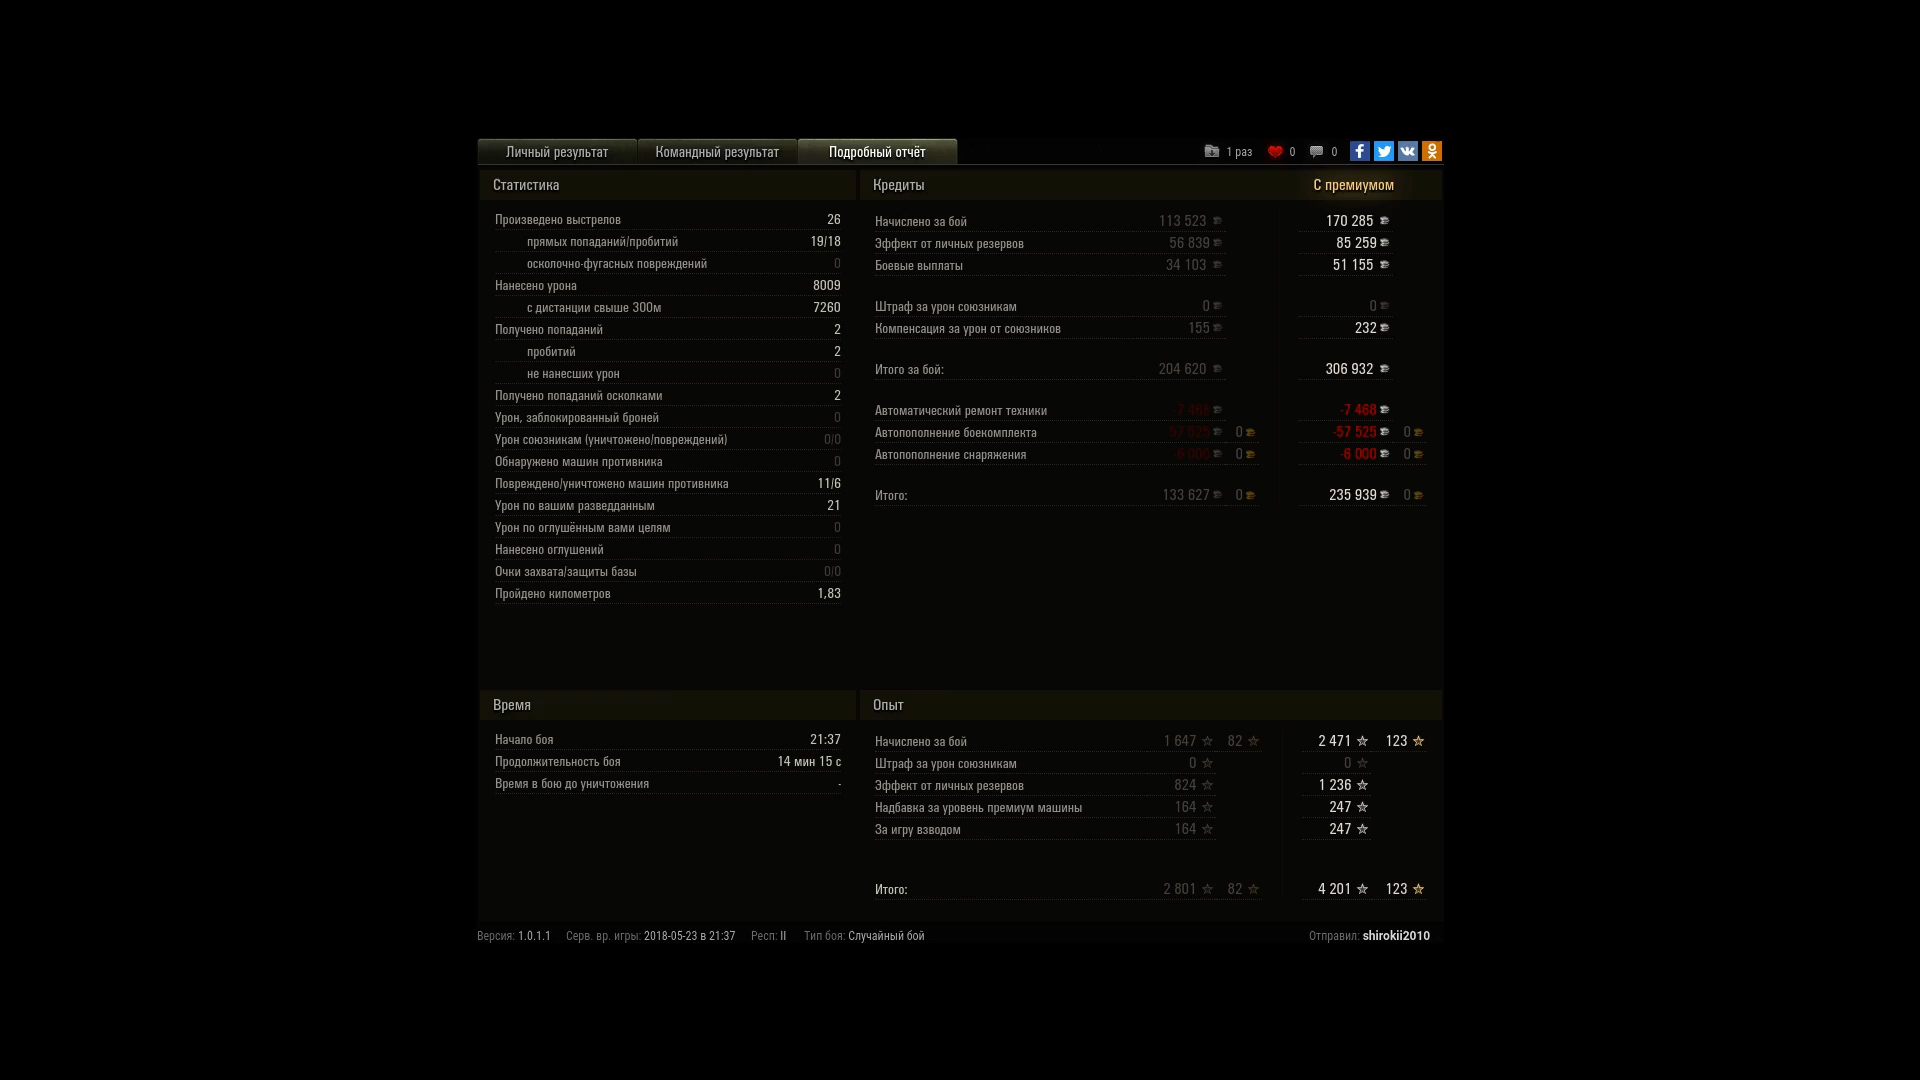 Личный результат Командный результат Подробный отчёт 1 раз 0 0
Статистика
Произведено выстрелов 26
прямых попаданий/пробитий 19/18
осколочно-фугасных повреждений 0
Нанесено урона 8009
с дистанции свыше 300м 7260
Получено попаданий 2
пробитий 2
не нанесших урон 0
Получено попаданий осколками 2
Урон, заблокированный броней 0
Урон союзникам (уничтожено/повреждений) 0/0
Обнаружено машин противника 0
Повреждено/уничтожено машин противника 11/6
Урон по вашим разведданным 21
Урон по оглушённым вами целям 0
Нанесено оглушений 0
Очки захвата/защиты базы 0/0
Пройдено километров 1,83
Кредиты С премиумом
Начислено за бой 113 523 170 285
Эффект от личных резервов 56 839 85 259
Боевые выплаты 34 103 51 155
Штраф за урон союзникам 0 0
Компенсация за урон от союзников 155 232
Итого за бой: 204 620 306 932
Автоматический ремонт техники -7 468 -7 468
Автопополнение боекомплекта -57 525 0 -57 525 0
Автопополнение снаряжения -6 000 0 -6 000 0
Итого: 133 627 0 235 939 0
Время
Начало боя 21:37
Продолжительность боя 14 мин 15 с
Время в бою до уничтожения -
Опыт
Начислено за бой 1 647 82 2 471 123
Штраф за урон союзникам 0 0
Эффект от личных резервов 824 1 236
Надбавка за уровень премиум машины 164 247
За игру взводом 164 247
Итого: 2 801 82 4 201 123
Версия: 1.0.1.1 Серв. вр. игры: 2018-05-23 в 21:37 Респ: II Тип боя: Случайный бой Отправил: shirokii2010